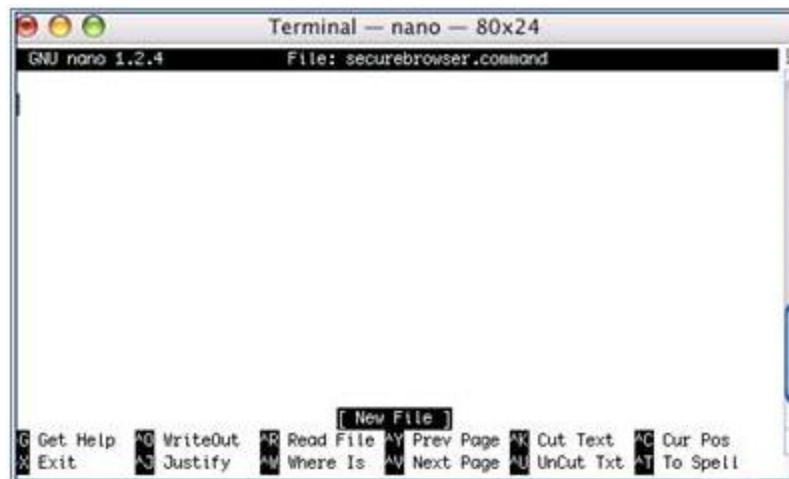 Terminal — nano — 80x24
GNU nano 1.2.4 File: securebrowser.command
[ New File ]
^G Get Help ^O WriteOut ^R Read File ^Y Prev Page ^K Cut Text ^C Cur Pos
^X Exit ^J Justify ^W Where Is ^V Next Page ^U UnCut Txt ^T To Spell